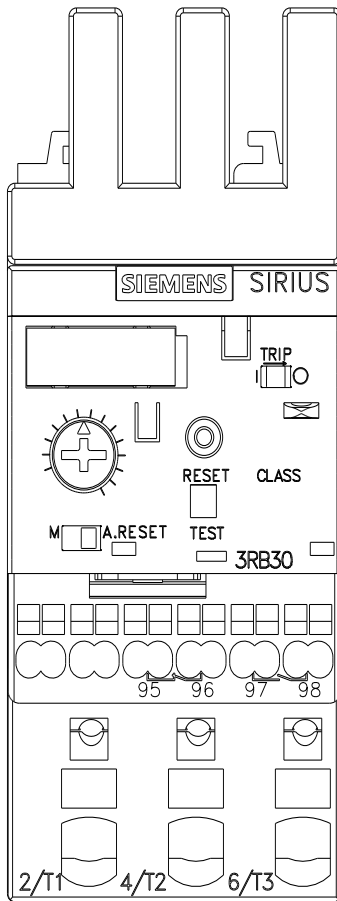 SIEMENS SIRIUS
TRIP
I O
RESET CLASS
M A.RESET TEST
3RB30
95 96 97 98
2/T1 4/T2 6/T3